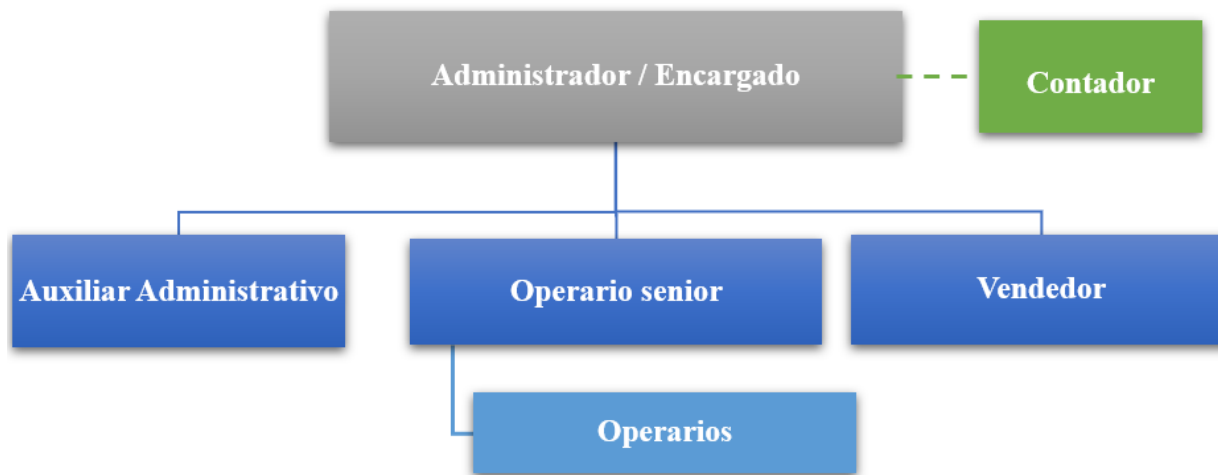 Administrador / Encargado
Contador
Auxiliar Administrativo
Operario senior
Vendedor
Operarios